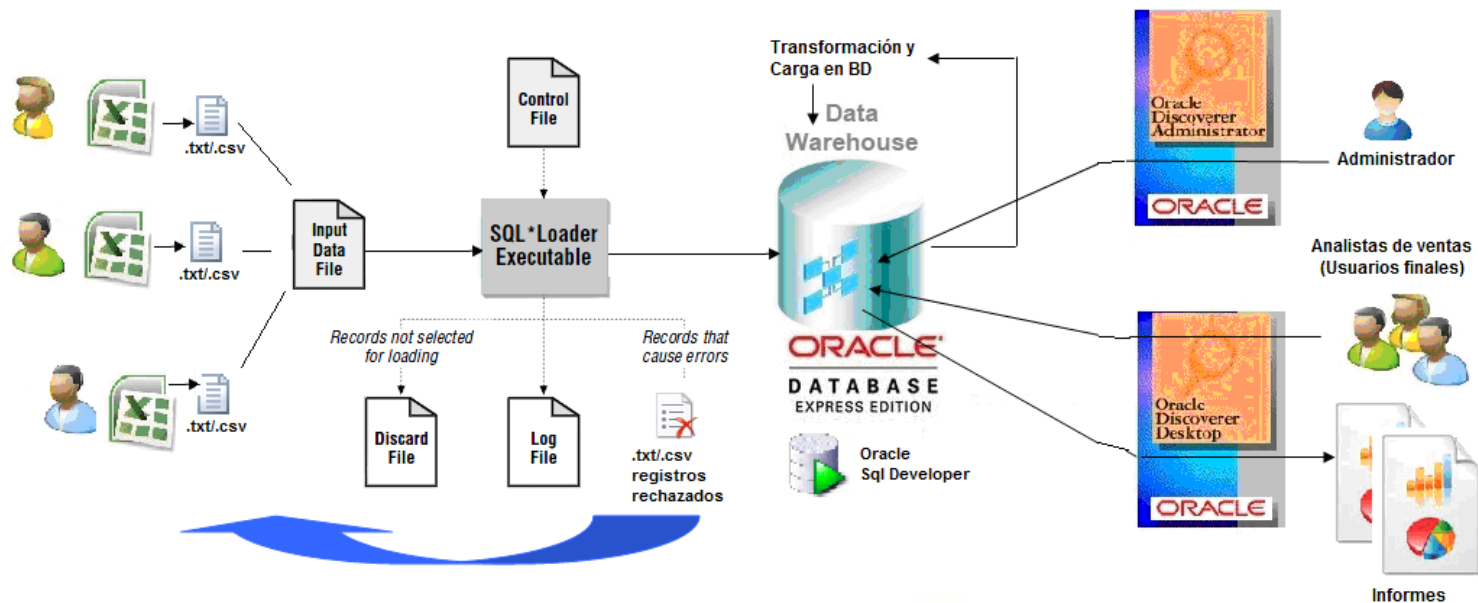 .txt/.csv
.txt/.csv
.txt/.csv
Input
Data
File
Control
File
SQL*Loader
Executable
Records not selected
for loading
Records that
cause errors
Discard
File
Log
File
.txt/.csv
registros
rechazados
Transformación y
Carga en BD
Data
Warehouse
ORACLE
DATABASE
EXPRESS EDITION
Oracle
Sql Developer
Oracle
Discoverer
Administrator
ORACLE
Administrador
Analistas de ventas
(Usuarios finales)
Oracle
Discoverer
Desktop
ORACLE
Informes